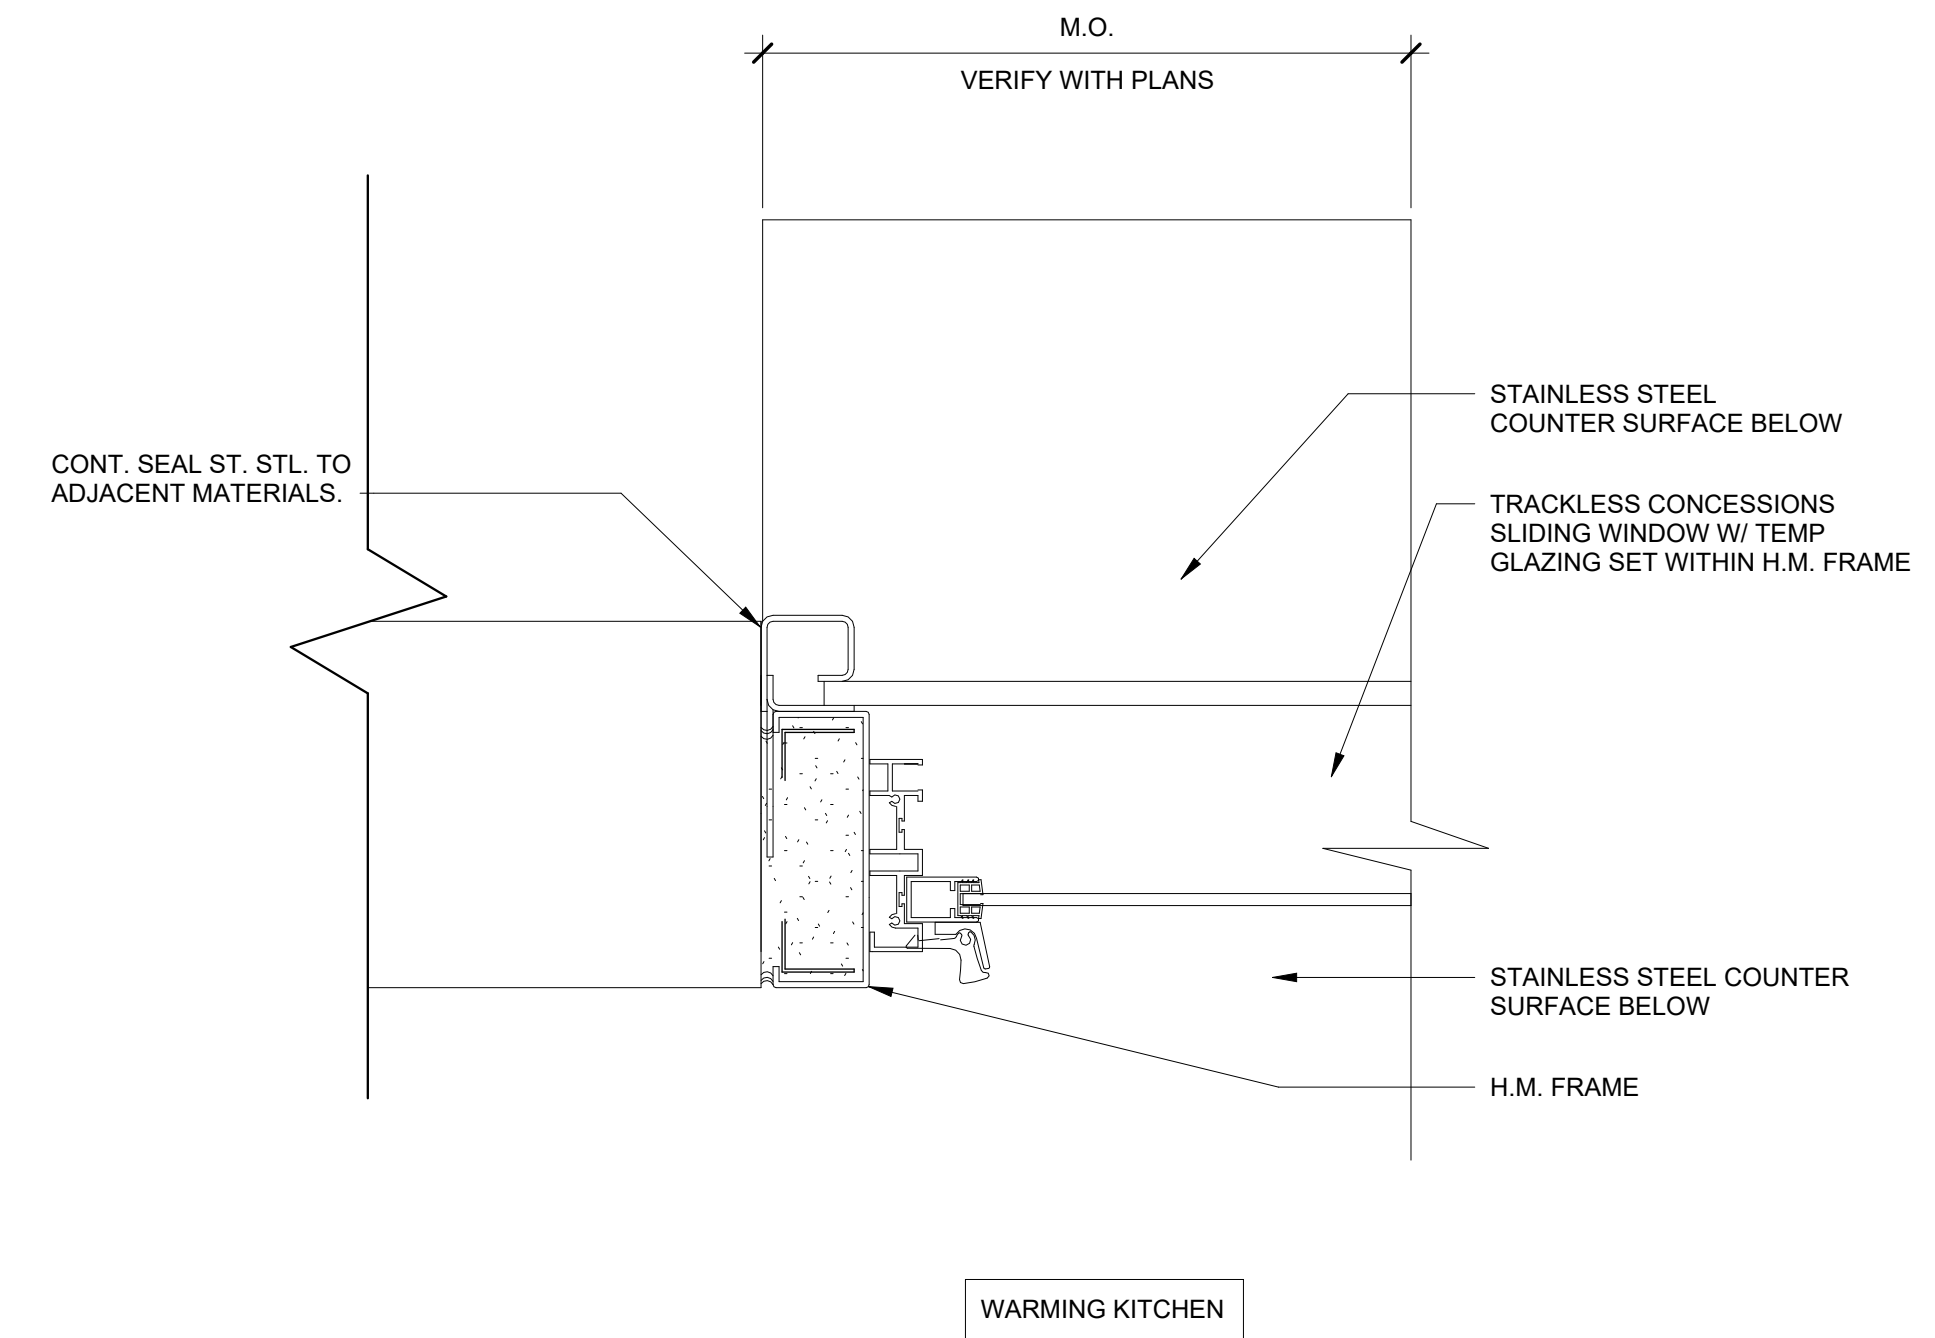 M.O.
VERIFY WITH PLANS
STAINLESS STEEL
COUNTER SURFACE BELOW
CONT. SEAL ST. STL. TO
ADJACENT MATERIALS.
TRACKLESS CONCESSIONS
SLIDING WINDOW W/ TEMP
GLAZING SET WITHIN H.M. FRAME
STAINLESS STEEL COUNTER
SURFACE BELOW
H.M. FRAME
WARMING KITCHEN